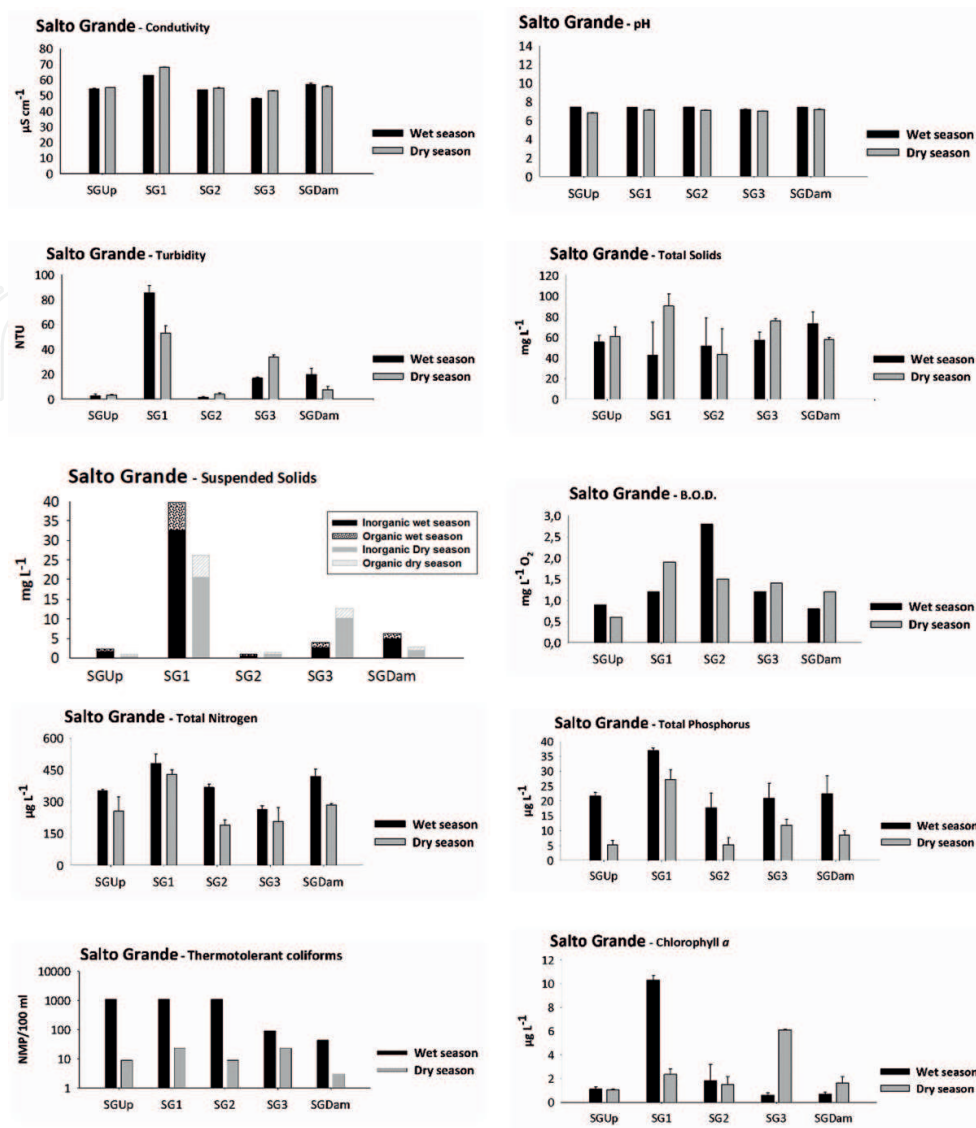 Salto Grande - Condutivity
µS cm-1
80
70
60
50
40
30
20
10
0
SGUp SG1 SG2 SG3 SGDam
Wet season
Dry season
Salto Grande - pH
14
12
10
8
6
4
2
0
SGUp SG1 SG2 SG3 SGDam
Wet season
Dry season
Salto Grande - Turbidity
NTU
100
80
60
40
20
0
SGUp SG1 SG2 SG3 SGDam
Wet season
Dry season
Salto Grande - Total Solids
mg L-1
120
100
80
60
40
20
0
SGUp SG1 SG2 SG3 SGDam
Wet season
Dry season
Salto Grande - Suspended Solids
mg L-1
40
35
30
25
20
15
10
5
0
SGUp SG1 SG2 SG3 SGDam
Inorganic wet season
Organic wet season
Inorganic Dry season
Organic dry season
Salto Grande - B.O.D.
mg L-1 O2
3,0
2,5
2,0
1,5
1,0
0,5
0,0
SGUp SG1 SG2 SG3 SGDam
Wet season
Dry season
Salto Grande - Total Nitrogen
µg L-1
600
450
300
150
0
SGUp SG1 SG2 SG3 SGDam
Wet season
Dry season
Salto Grande - Total Phosphorus
µg L-1
40
35
30
25
20
15
10
5
0
SGUp SG1 SG2 SG3 SGDam
Wet season
Dry season
Salto Grande - Thermotolerant coliforms
NMP/100 ml
10000
1000
100
10
1
SGUp SG1 SG2 SG3 SGDam
Wet season
Dry season
Salto Grande - Chlorophyll a
µg L-1
12
10
8
6
4
2
0
SGUp SG1 SG2 SG3 SGDam
Wet season
Dry season